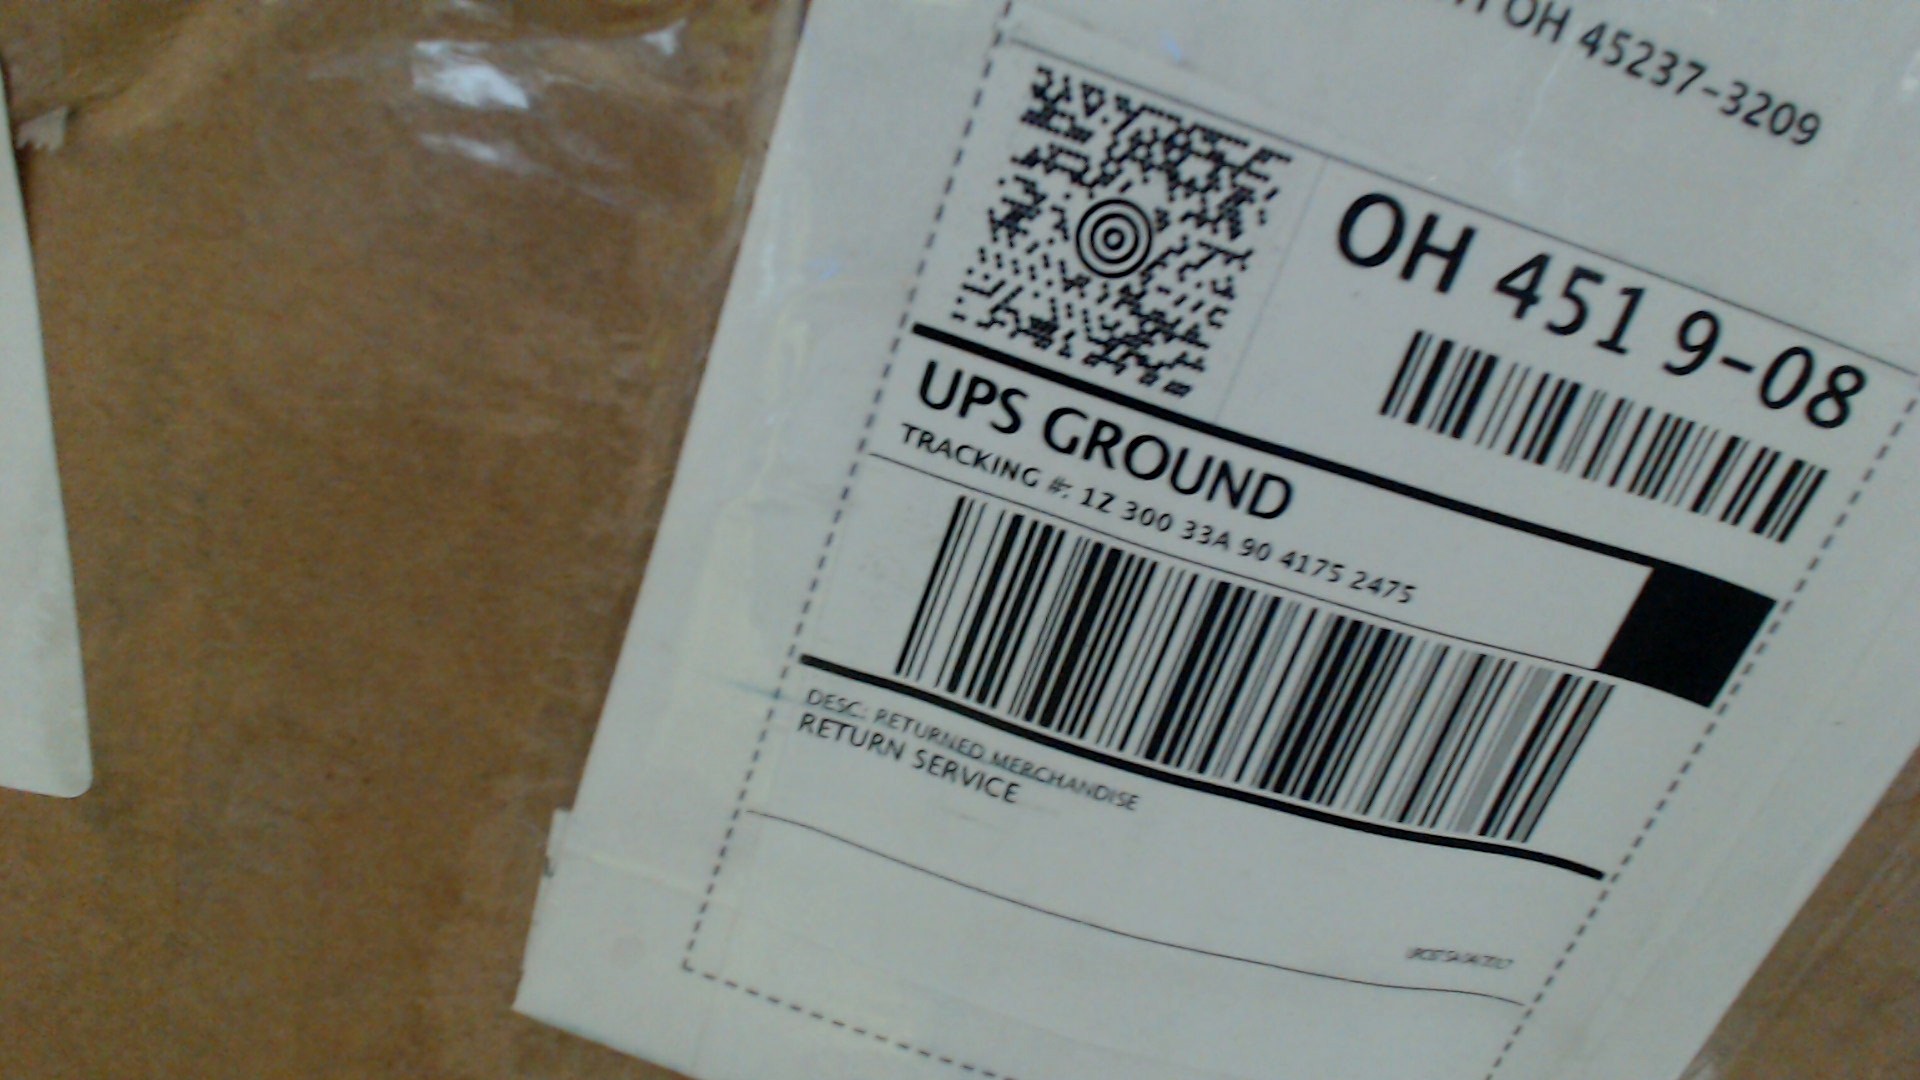 OH 45237-3209
OH 451 9-08
UPS GROUND
TRACKING #: 1Z 300 33A 90 4175 2475
DESC: RETURNED MERCHANDISE
RETURN SERVICE